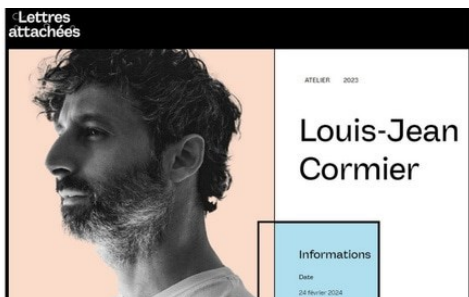 Lettres
attachées
ATELIER 2023
Louis-Jean
Cormier
Informations
Date
24 février 2024